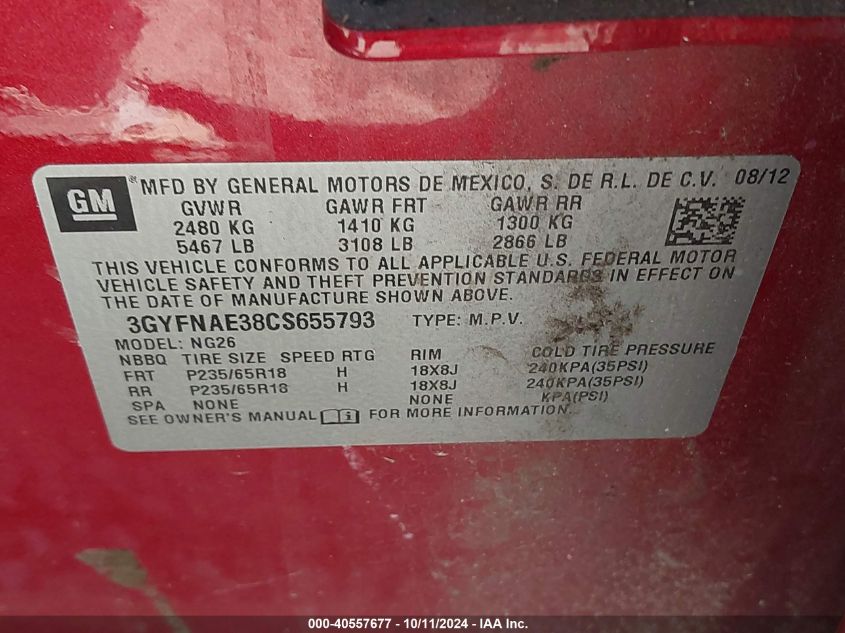 GM MFD BY GENERAL MOTORS DE MEXICO, S. DE R.L. DE C.V. 08/12
GVWR GAWR FRT GAWR RR
2480 KG 1410 KG 1300 KG
5467 LB 3108 LB 2866 LB
THIS VEHICLE CONFORMS TO ALL APPLICABLE U.S. FEDERAL MOTOR
VEHICLE SAFETY AND THEFT PREVENTION STANDARDS IN EFFECT ON
THE DATE OF MANUFACTURE SHOWN ABOVE.
3GYFNAE38CS655793 TYPE: M.P.V.
MODEL: NG26
NBBQ TIRE SIZE SPEED RTG RIM COLD TIRE PRESSURE
FRT P235/65R18 H 18X8J 240KPA(35PSI)
RR P235/65R18 H 18X8J 240KPA(35PSI)
SPA NONE NONE KPA(PSI)
SEE OWNER'S MANUAL FOR MORE INFORMATION.
000-40557677 - 10/11/2024 - IAA Inc.